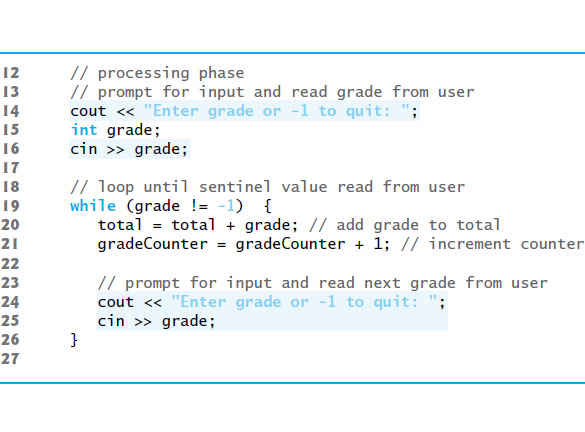 12 // processing phase
13 // prompt for input and read grade from user
14 cout << "Enter grade or -1 to quit: ";
15 int grade;
16 cin >> grade;
17
18 // loop until sentinel value read from user
19 while (grade != -1) {
20 total = total + grade; // add grade to total
21 gradeCounter = gradeCounter + 1; // increment counter
22
23 // prompt for input and read next grade from user
24 cout << "Enter grade or -1 to quit: ";
25 cin >> grade;
26 }
27